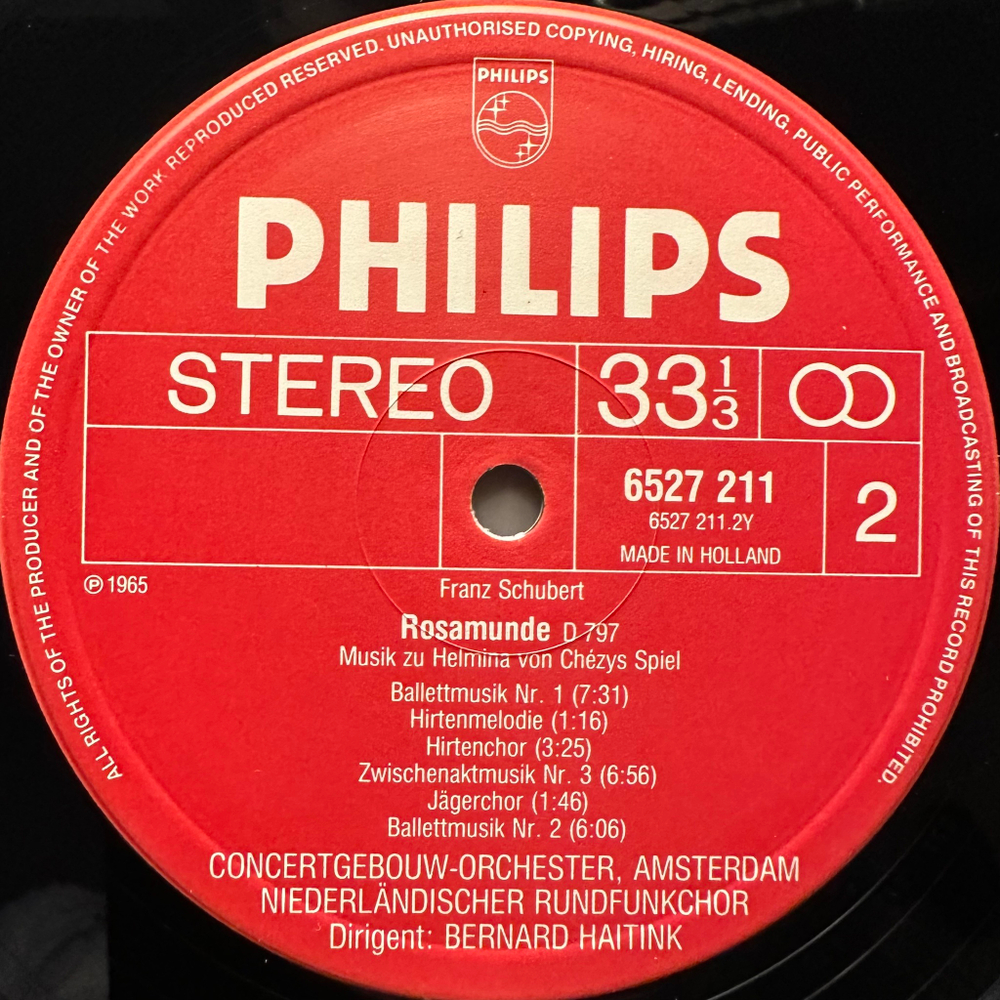 ALL RIGHTS OF THE PRODUCER AND OF THE OWNER OF THE WORK REPRODUCED RESERVED. UNAUTHORISED COPYING, HIRING, LENDING, PUBLIC PERFORMANCE AND BROADCASTING OF THIS RECORD PROHIBITED.
PHILIPS
PHILIPS
STEREO 33 1/3
6527 211
6527 211.2Y
MADE IN HOLLAND
2
℗ 1965
Franz Schubert
Rosamunde D 797
Musik zu Helmina von Chézys Spiel
Ballettmusik Nr. 1 (7:31)
Hirtenmelodie (1:16)
Hirtenchor (3:25)
Zwischenaktmusik Nr. 3 (6:56)
Jägerchor (1:46)
Ballettmusik Nr. 2 (6:06)
CONCERTGEBOUW-ORCHESTER, AMSTERDAM
NIEDERLÄNDISCHER RUNDFUNKCHOR
Dirigent: BERNARD HAITINK